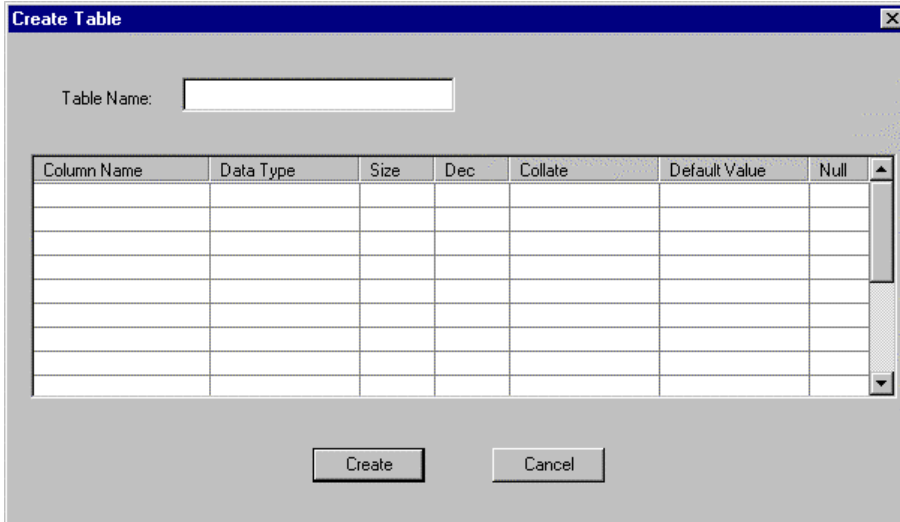 Create Table
Table Name:
Column Name Data Type Size Dec Collate Default Value Null
Create Cancel